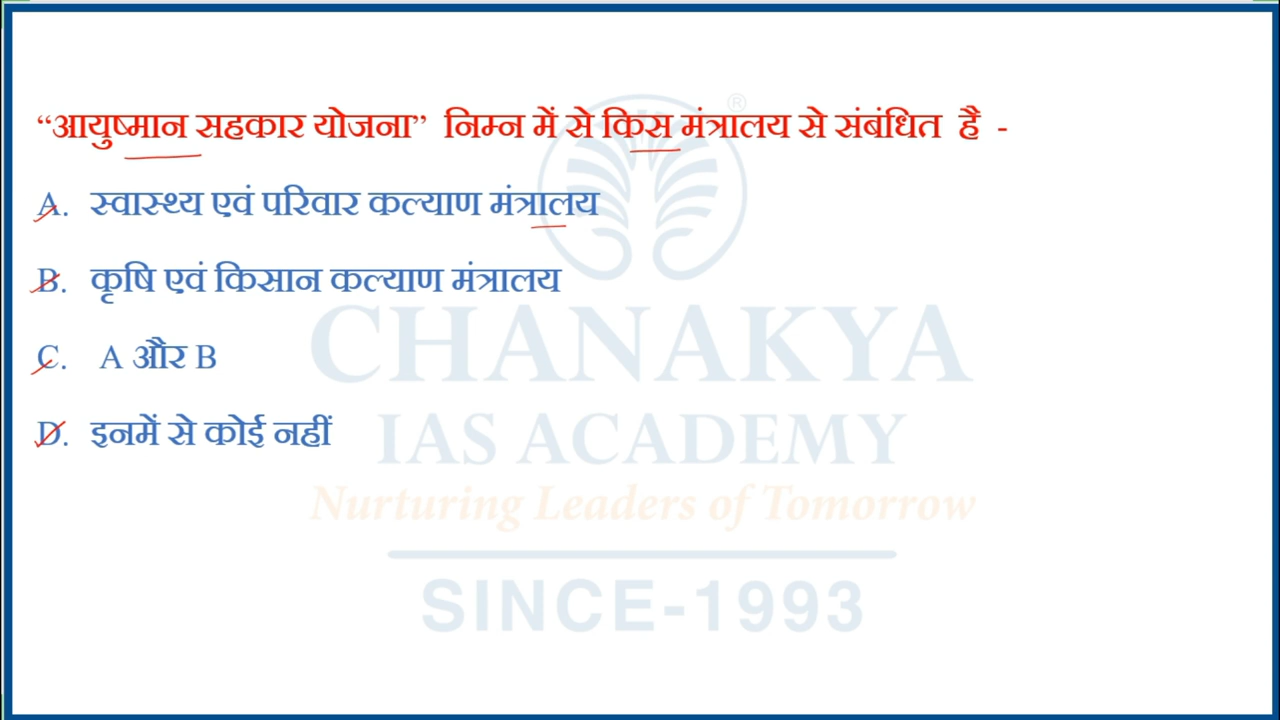 “आयुष्मान सहकार योजना” निम्न में से किस मंत्रालय से संबंधित है -
A. स्वास्थ्य एवं परिवार कल्याण मंत्रालय
B. कृषि एवं किसान कल्याण मंत्रालय
C. A और B
D. इनमें से कोई नहीं
®
CHANAKYA
IAS ACADEMY
Nurturing Leaders of Tomorrow
SINCE-1993